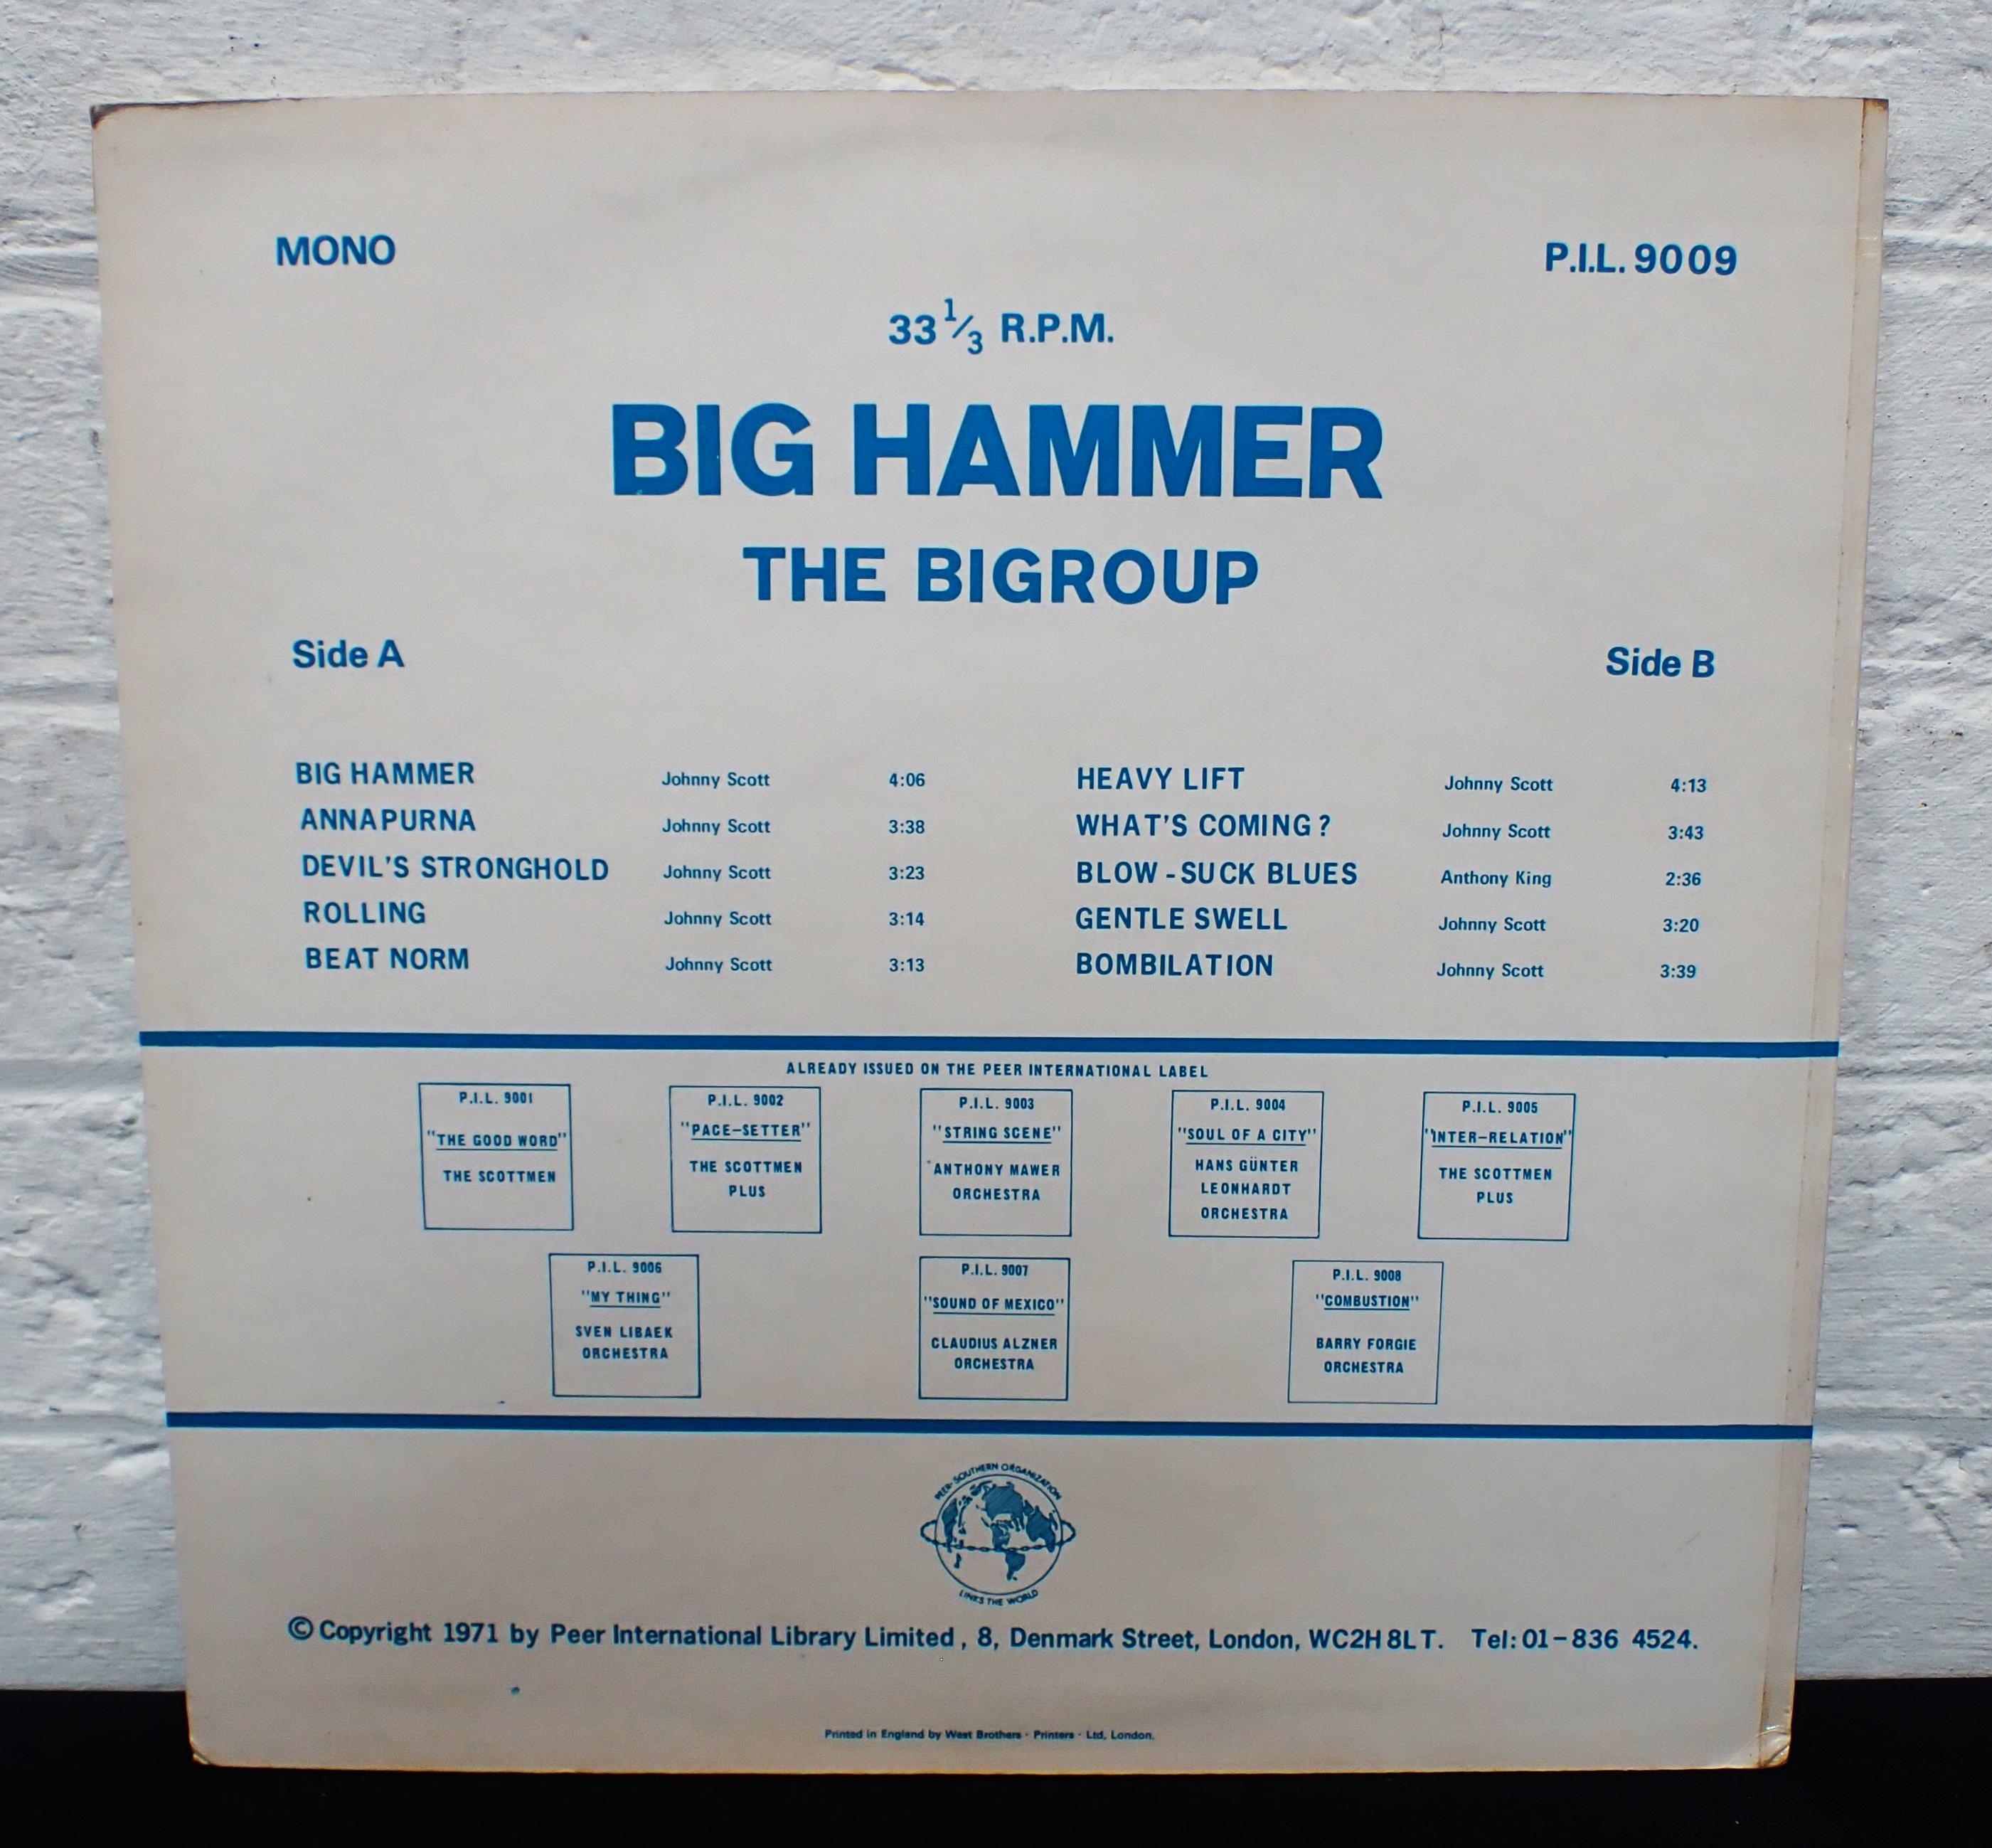 MONO
P.I.L. 9009
33 1/3 R.P.M.
BIG HAMMER
THE BIGROUP
Side A
Side B
BIG HAMMER Johnny Scott 4:06
ANNAPURNA Johnny Scott 3:38
DEVIL'S STRONGHOLD Johnny Scott 3:23
ROLLING Johnny Scott 3:14
BEAT NORM Johnny Scott 3:13
HEAVY LIFT Johnny Scott 4:13
WHAT'S COMING? Johnny Scott 3:43
BLOW-SUCK BLUES Anthony King 2:36
GENTLE SWELL Johnny Scott 3:20
BOMBILATION Johnny Scott 3:39
ALREADY ISSUED ON THE PEER INTERNATIONAL LABEL
P.I.L. 9001
"THE GOOD WORD"
THE SCOTTMEN
P.I.L. 9002
"PACE-SETTER"
THE SCOTTMEN
PLUS
P.I.L. 9003
"STRING SCENE"
ANTHONY MAWER
ORCHESTRA
P.I.L. 9004
"SOUL OF A CITY"
HANS GÜNTER
LEONHARDT
ORCHESTRA
P.I.L. 9005
"INTER-RELATION"
THE SCOTTMEN
PLUS
P.I.L. 9006
"MY THING"
SVEN LIBAEK
ORCHESTRA
P.I.L. 9007
"SOUND OF MEXICO"
CLAUDIUS ALZNER
ORCHESTRA
P.I.L. 9008
"COMBUSTION"
BARRY FORGIE
ORCHESTRA
PEER-SOUTHERN ORGANIZATION
LINKS THE WORLD
© Copyright 1971 by Peer International Library Limited, 8, Denmark Street, London, WC2H 8LT. Tel: 01-836 4524.
Printed in England by West Brothers · Printers · Ltd, London.